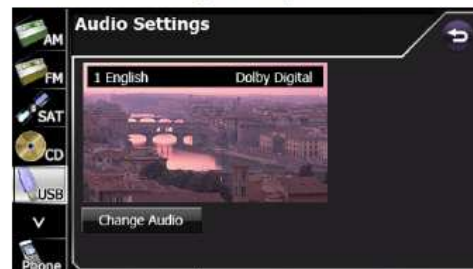 Audio Settings
AM
FM
SAT
CD
USB
Phone
1 English Dolby Digital
Change Audio